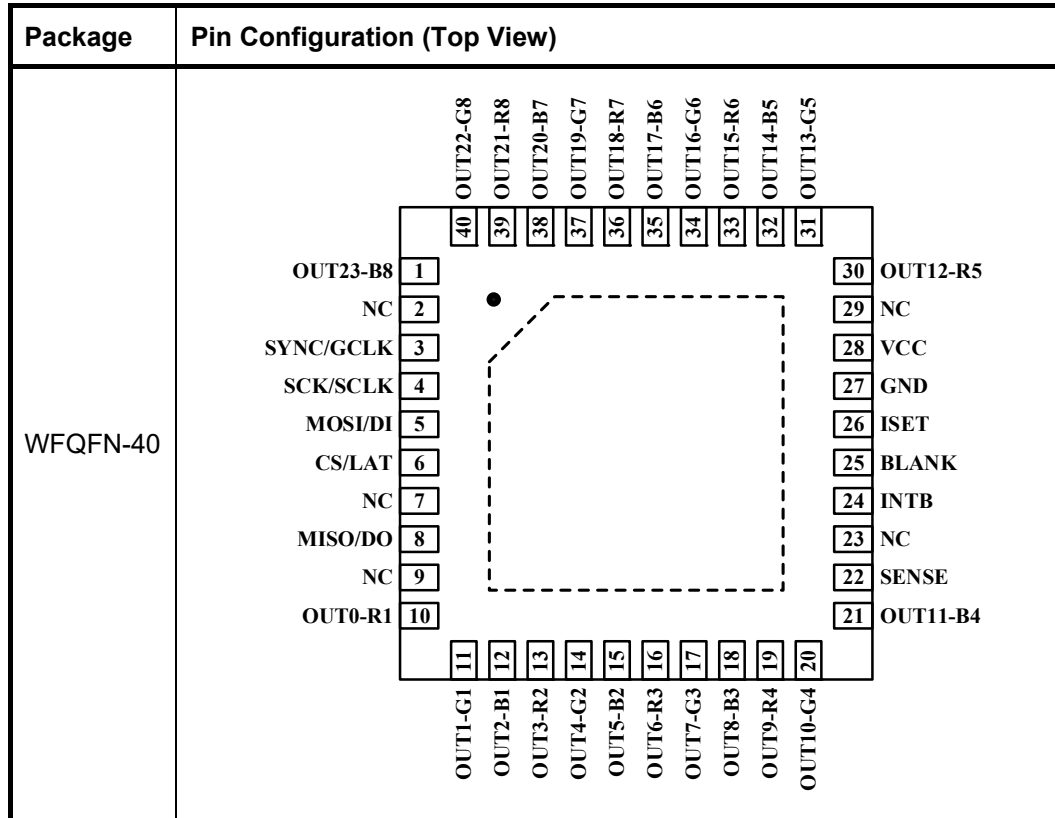 Package Pin Configuration (Top View)
WFQFN-40
OUT22-G8
OUT21-R8
OUT20-B7
OUT19-G7
OUT18-R7
OUT17-B6
OUT16-G6
OUT15-R6
OUT14-B5
OUT13-G5
40 39 38 37 36 35 34 33 32 31
OUT23-B8 1
NC 2
SYNC/GCLK 3
SCK/SCLK 4
MOSI/DI 5
CS/LAT 6
NC 7
MISO/DO 8
NC 9
OUT0-R1 10
30 OUT12-R5
29 NC
28 VCC
27 GND
26 ISET
25 BLANK
24 INTB
23 NC
22 SENSE
21 OUT11-B4
11 12 13 14 15 16 17 18 19 20
OUT1-G1
OUT2-B1
OUT3-R2
OUT4-G2
OUT5-B2
OUT6-R3
OUT7-G3
OUT8-B3
OUT9-R4
OUT10-G4